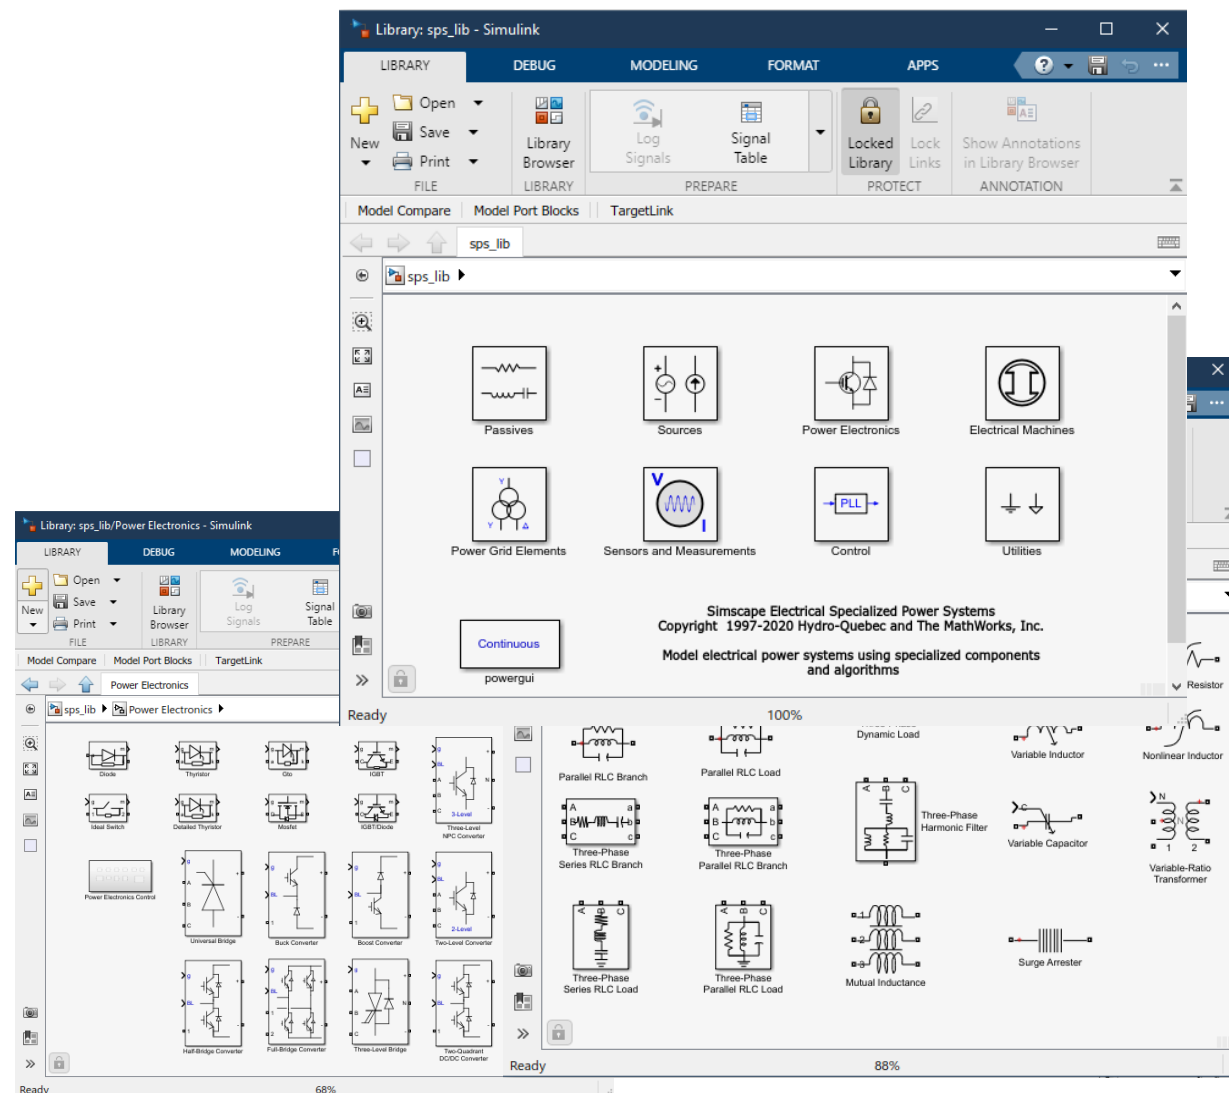 Library: sps_lib - Simulink
LIBRARY DEBUG MODELING FORMAT APPS
New
Open
Save
Print
Library
Browser
Log
Signals
Signal
Table
Locked
Library
Lock
Links
Show Annotations
in Library Browser
FILE LIBRARY PREPARE PROTECT ANNOTATION
Model Compare Model Port Blocks TargetLink
sps_lib
sps_lib
Passives Sources Power Electronics Electrical Machines
Y
Y
V
I
PLL
Power Grid Elements Sensors and Measurements Control Utilities
Continuous
powergui
Simscape Electrical Specialized Power Systems
Copyright 1997-2020 Hydro-Quebec and The MathWorks, Inc.
Model electrical power systems using specialized components
and algorithms
Ready 100%
Library: sps_lib/Power Electronics - Simulink
LIBRARY DEBUG MODELING
New
Open
Save
Print
Library
Browser
Log
Signals
Signal
Table
FILE LIBRARY PREPARE
Model Compare Model Port Blocks TargetLink
Power Electronics
sps_lib Power Electronics
Diode Thyristor Gto IGBT
Ideal Switch Detailed Thyristor Mosfet IGBT/Diode
3-Level
Three-Level
NPC Converter
Power Electronics Control
Universal Bridge Buck Converter Boost Converter
2-Level
Two-Level Converter
Half-Bridge Converter Full-Bridge Converter Three-Level Bridge
Two-Quadrant
DC/DC Converter
Ready 68%
Resistor
Parallel RLC Branch Parallel RLC Load
Dynamic Load
Variable Inductor Nonlinear Inductor
A a
B b
C c
Three-Phase
Series RLC Branch
A a
B b
C c
Three-Phase
Parallel RLC Branch
A B C
Three-Phase
Harmonic Filter
C
Variable Capacitor
N
N
1 2
Variable-Ratio
Transformer
A B C
Three-Phase
Series RLC Load
A B C
Three-Phase
Parallel RLC Load
1
2
3
Mutual Inductance
Surge Arrester
Ready 88%